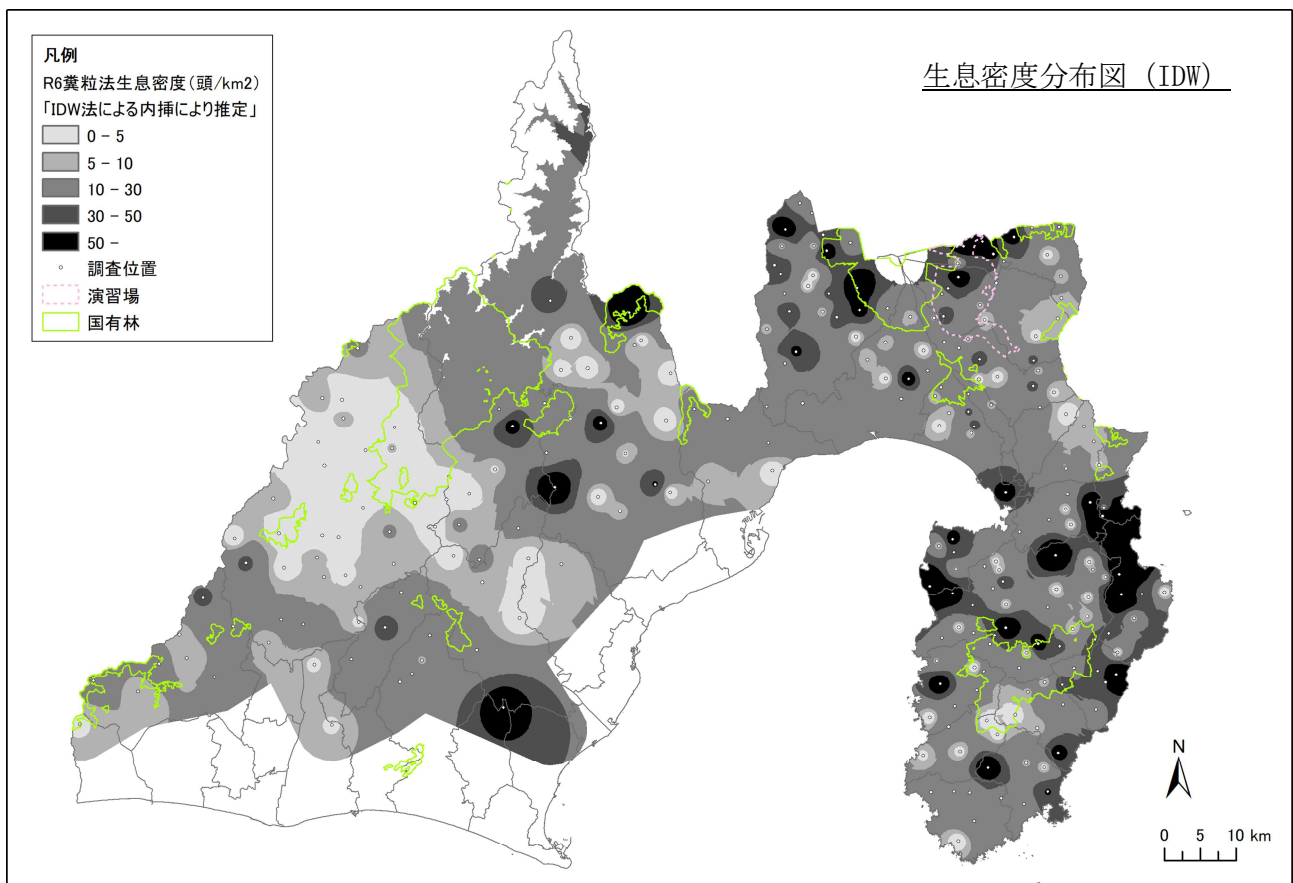 生息密度分布図 (IDW)
凡例
R6糞粒法生息密度(頭/km2)
「IDW法による内挿により推定」
0 - 5
5 - 10
10 - 30
30 - 50
50 -
調査位置
演習場
国有林
N
0 5 10 km